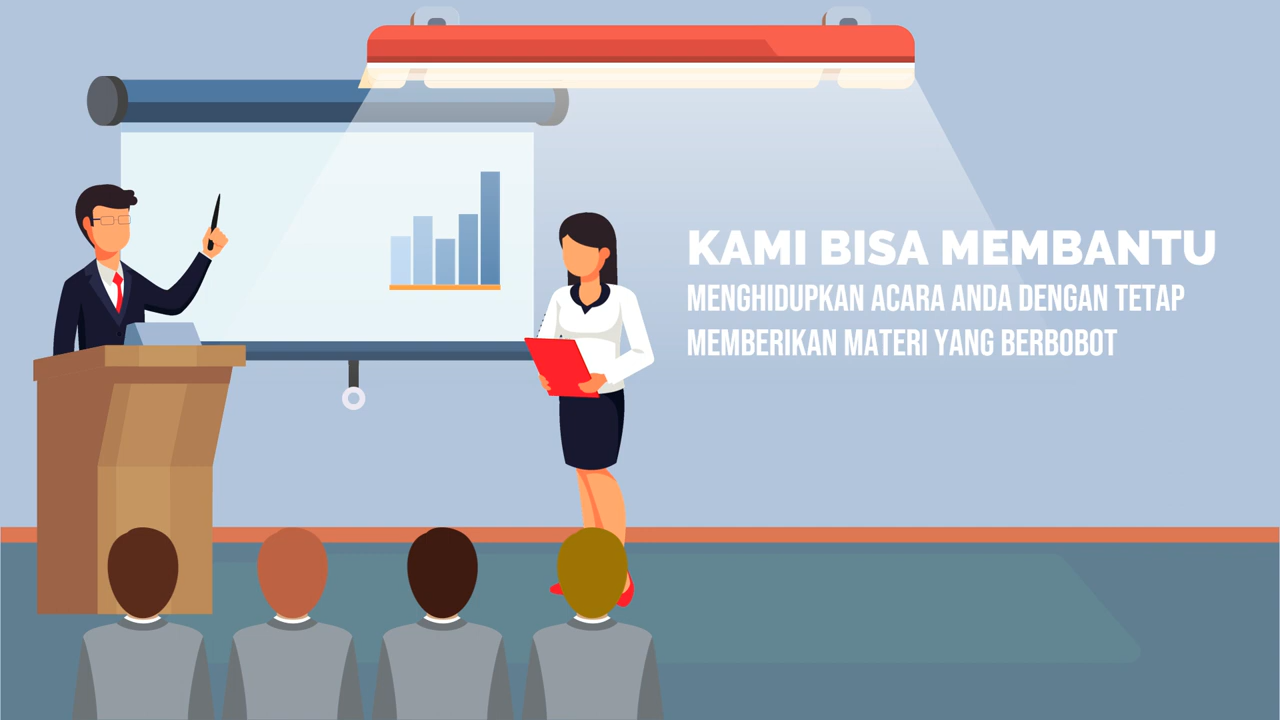 KAMI BISA MEMBANTU
MENGHIDUPKAN ACARA ANDA DENGAN TETAP
MEMBERIKAN MATERI YANG BERBOBOT